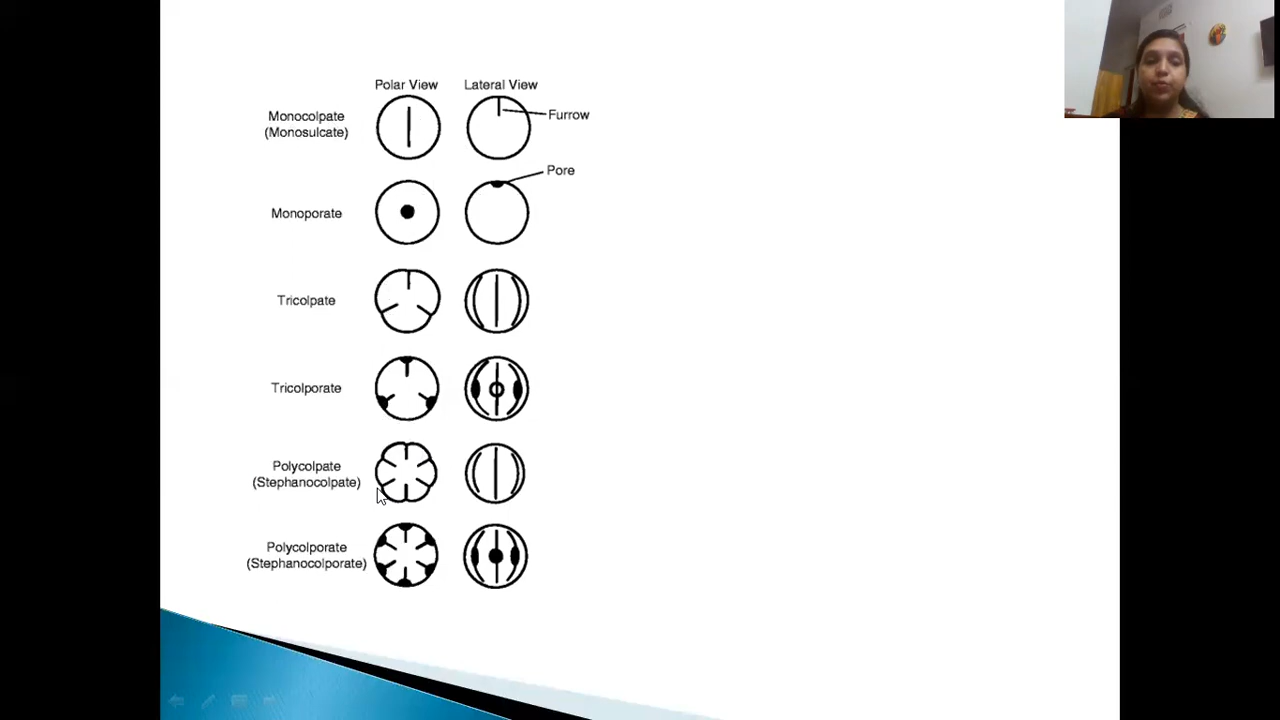 Polar View Lateral View
Monocolpate
(Monosulcate)
Furrow
Pore
Monoporate
Tricolpate
Tricolporate
Polycolpate
(Stephanocolpate)
Polycolporate
(Stephanocolporate)